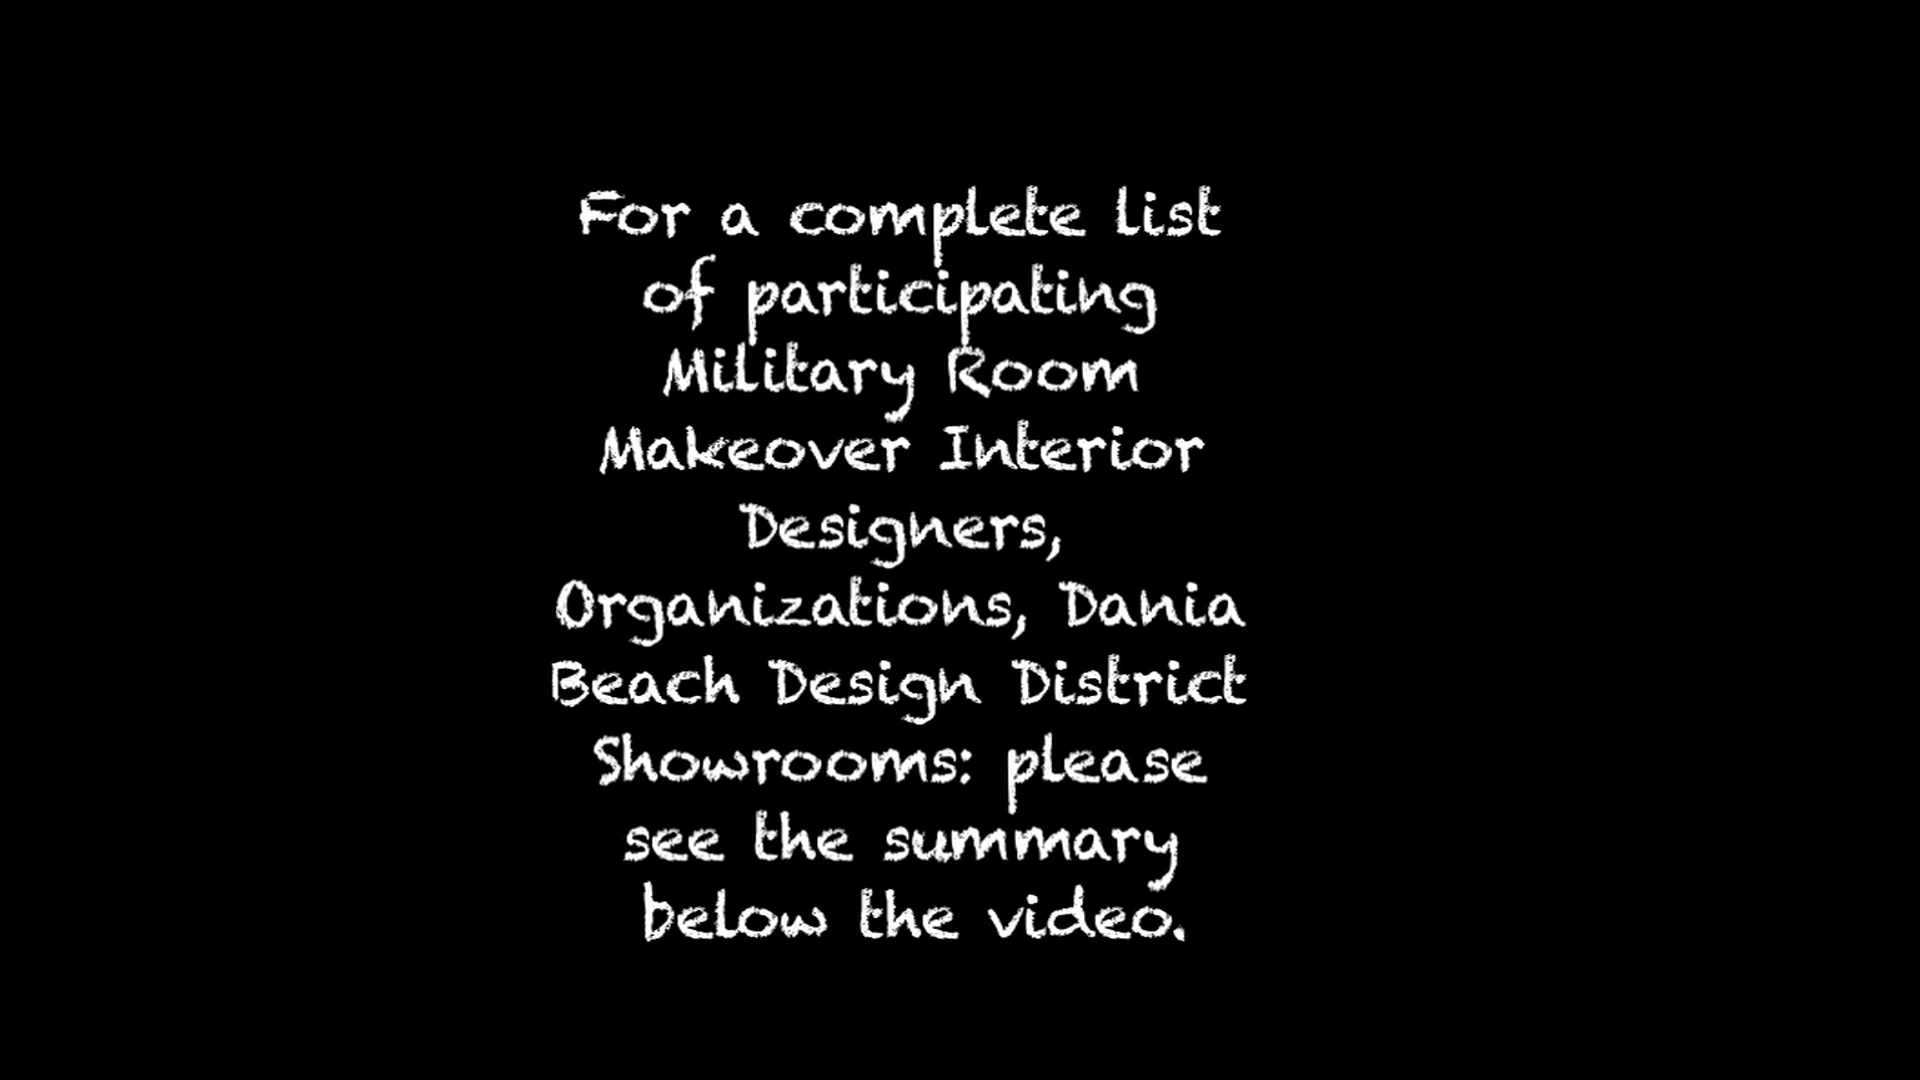 For a complete list
of participating
Military Room
Makeover Interior
Designers,
Organizations, Dania
Beach Design District
Showrooms: please
see the summary
below the video.